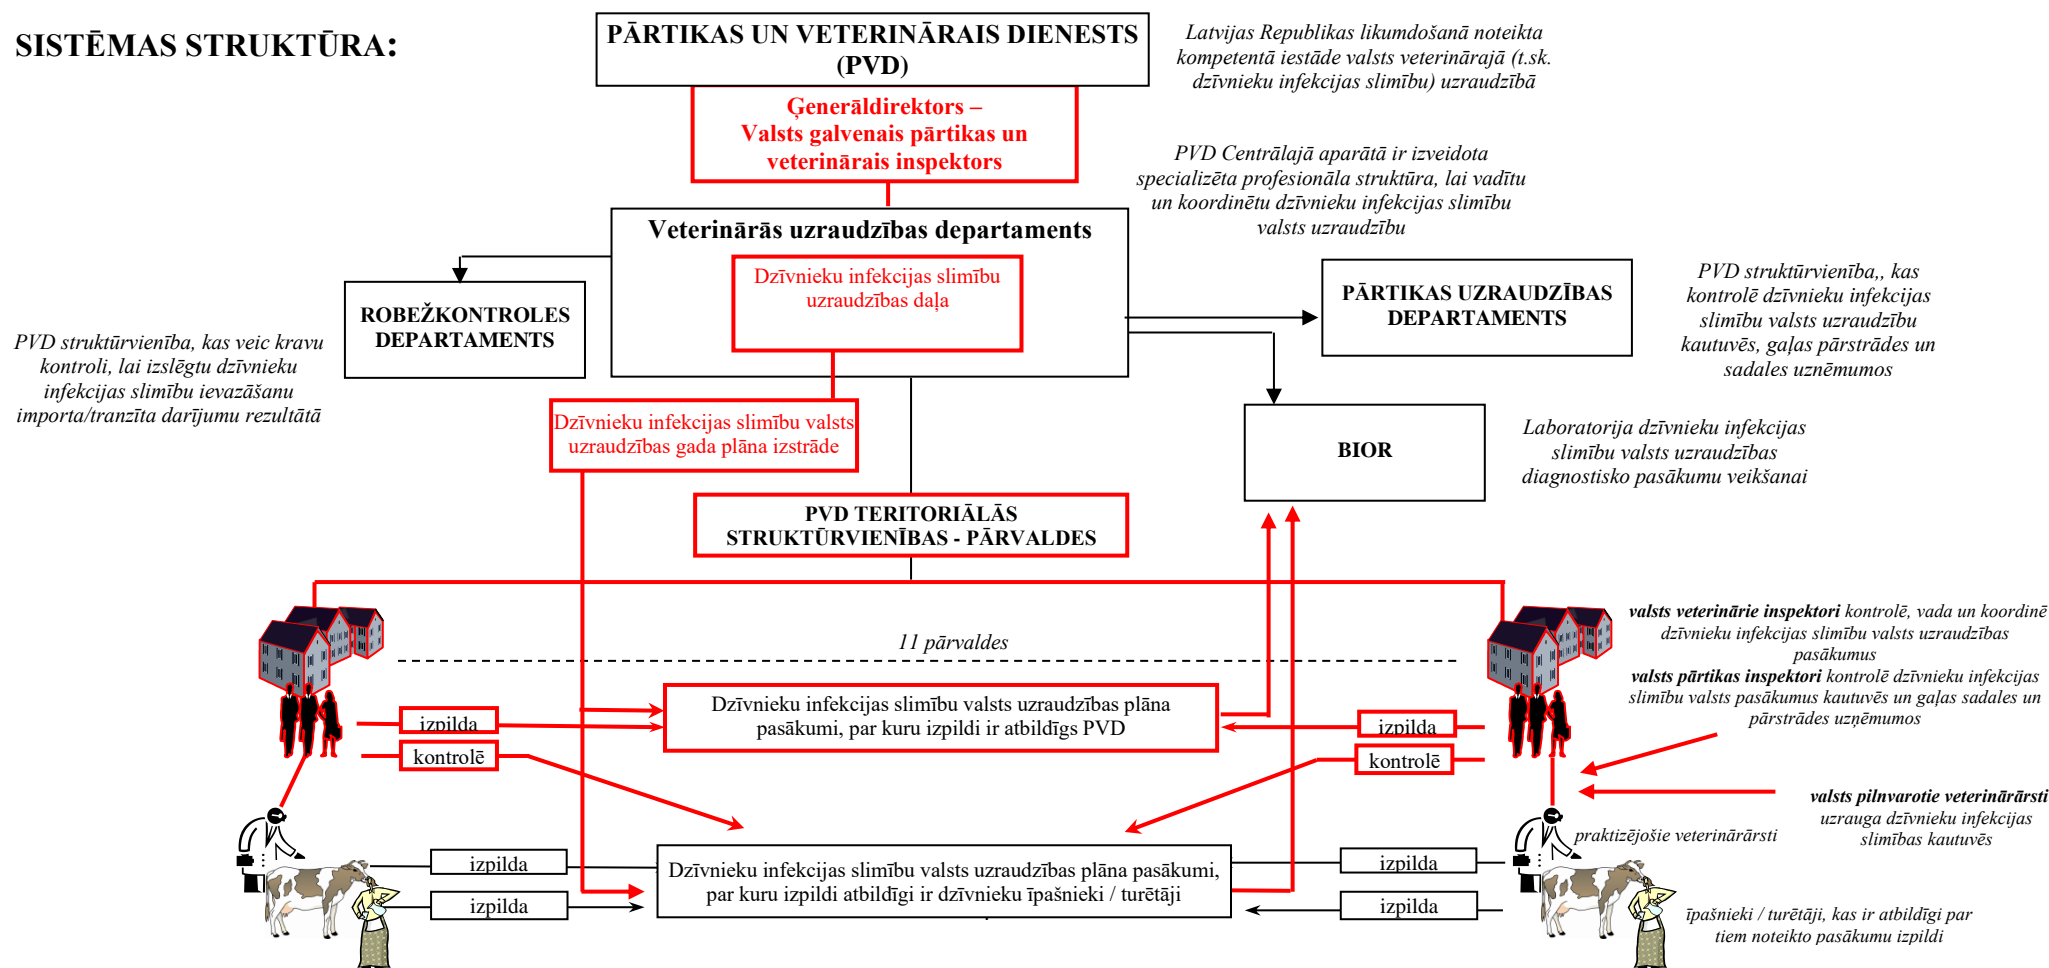 SISTĒMAS STRUKTŪRA:
PĀRTIKAS UN VETERINĀRAIS DIENESTS
(PVD)
Latvijas Republikas likumdošanā noteikta
kompetentā iestāde valsts veterinārajā (t.sk.
dzīvnieku infekcijas slimību) uzraudzībā
Ģenerāldirektors –
Valsts galvenais pārtikas un
veterinārais inspektors
PVD Centrālajā aparātā ir izveidota
specializēta profesionāla struktūra, lai vadītu
un koordinētu dzīvnieku infekcijas slimību
valsts uzraudzību
Veterinārās uzraudzības departaments
Dzīvnieku infekcijas slimību
uzraudzības daļa
ROBEŽKONTROLES
DEPARTAMENTS
PVD struktūrvienība, kas veic kravu
kontroli, lai izslēgtu dzīvnieku
infekcijas slimību ievazāšanu
importa/tranzīta darījumu rezultātā
PĀRTIKAS UZRAUDZĪBAS
DEPARTAMENTS
PVD struktūrvienība,, kas
kontrolē dzīvnieku infekcijas
slimību valsts uzraudzību
kautuvēs, gaļas pārstrādes un
sadales uzņēmumos
Dzīvnieku infekcijas slimību valsts
uzraudzības gada plāna izstrāde
BIOR
Laboratorija dzīvnieku infekcijas
slimību valsts uzraudzības
diagnostisko pasākumu veikšanai
PVD TERITORIĀLĀS
STRUKTŪRVIENĪBAS - PĀRVALDES
11 pārvaldes
valsts veterinārie inspektori kontrolē, vada un koordinē
dzīvnieku infekcijas slimību valsts uzraudzības
pasākumus
valsts pārtikas inspektori kontrolē dzīvnieku infekcijas
slimību valsts pasākumus kautuvēs un gaļas sadales un
pārstrādes uzņēmumos
izpilda
Dzīvnieku infekcijas slimību valsts uzraudzības plāna
pasākumi, par kuru izpildi ir atbildīgs PVD
izpilda
kontrolē
kontrolē
valsts pilnvarotie veterinārārsti
uzrauga dzīvnieku infekcijas
slimības kautuvēs
praktizējošie veterinārārsti
izpilda
Dzīvnieku infekcijas slimību valsts uzraudzības plāna pasākumi,
par kuru izpildi atbildīgi ir dzīvnieku īpašnieki / turētāji
izpilda
izpilda
izpilda
īpašnieki / turētāji, kas ir atbildīgi par
tiem noteikto pasākumu izpildi